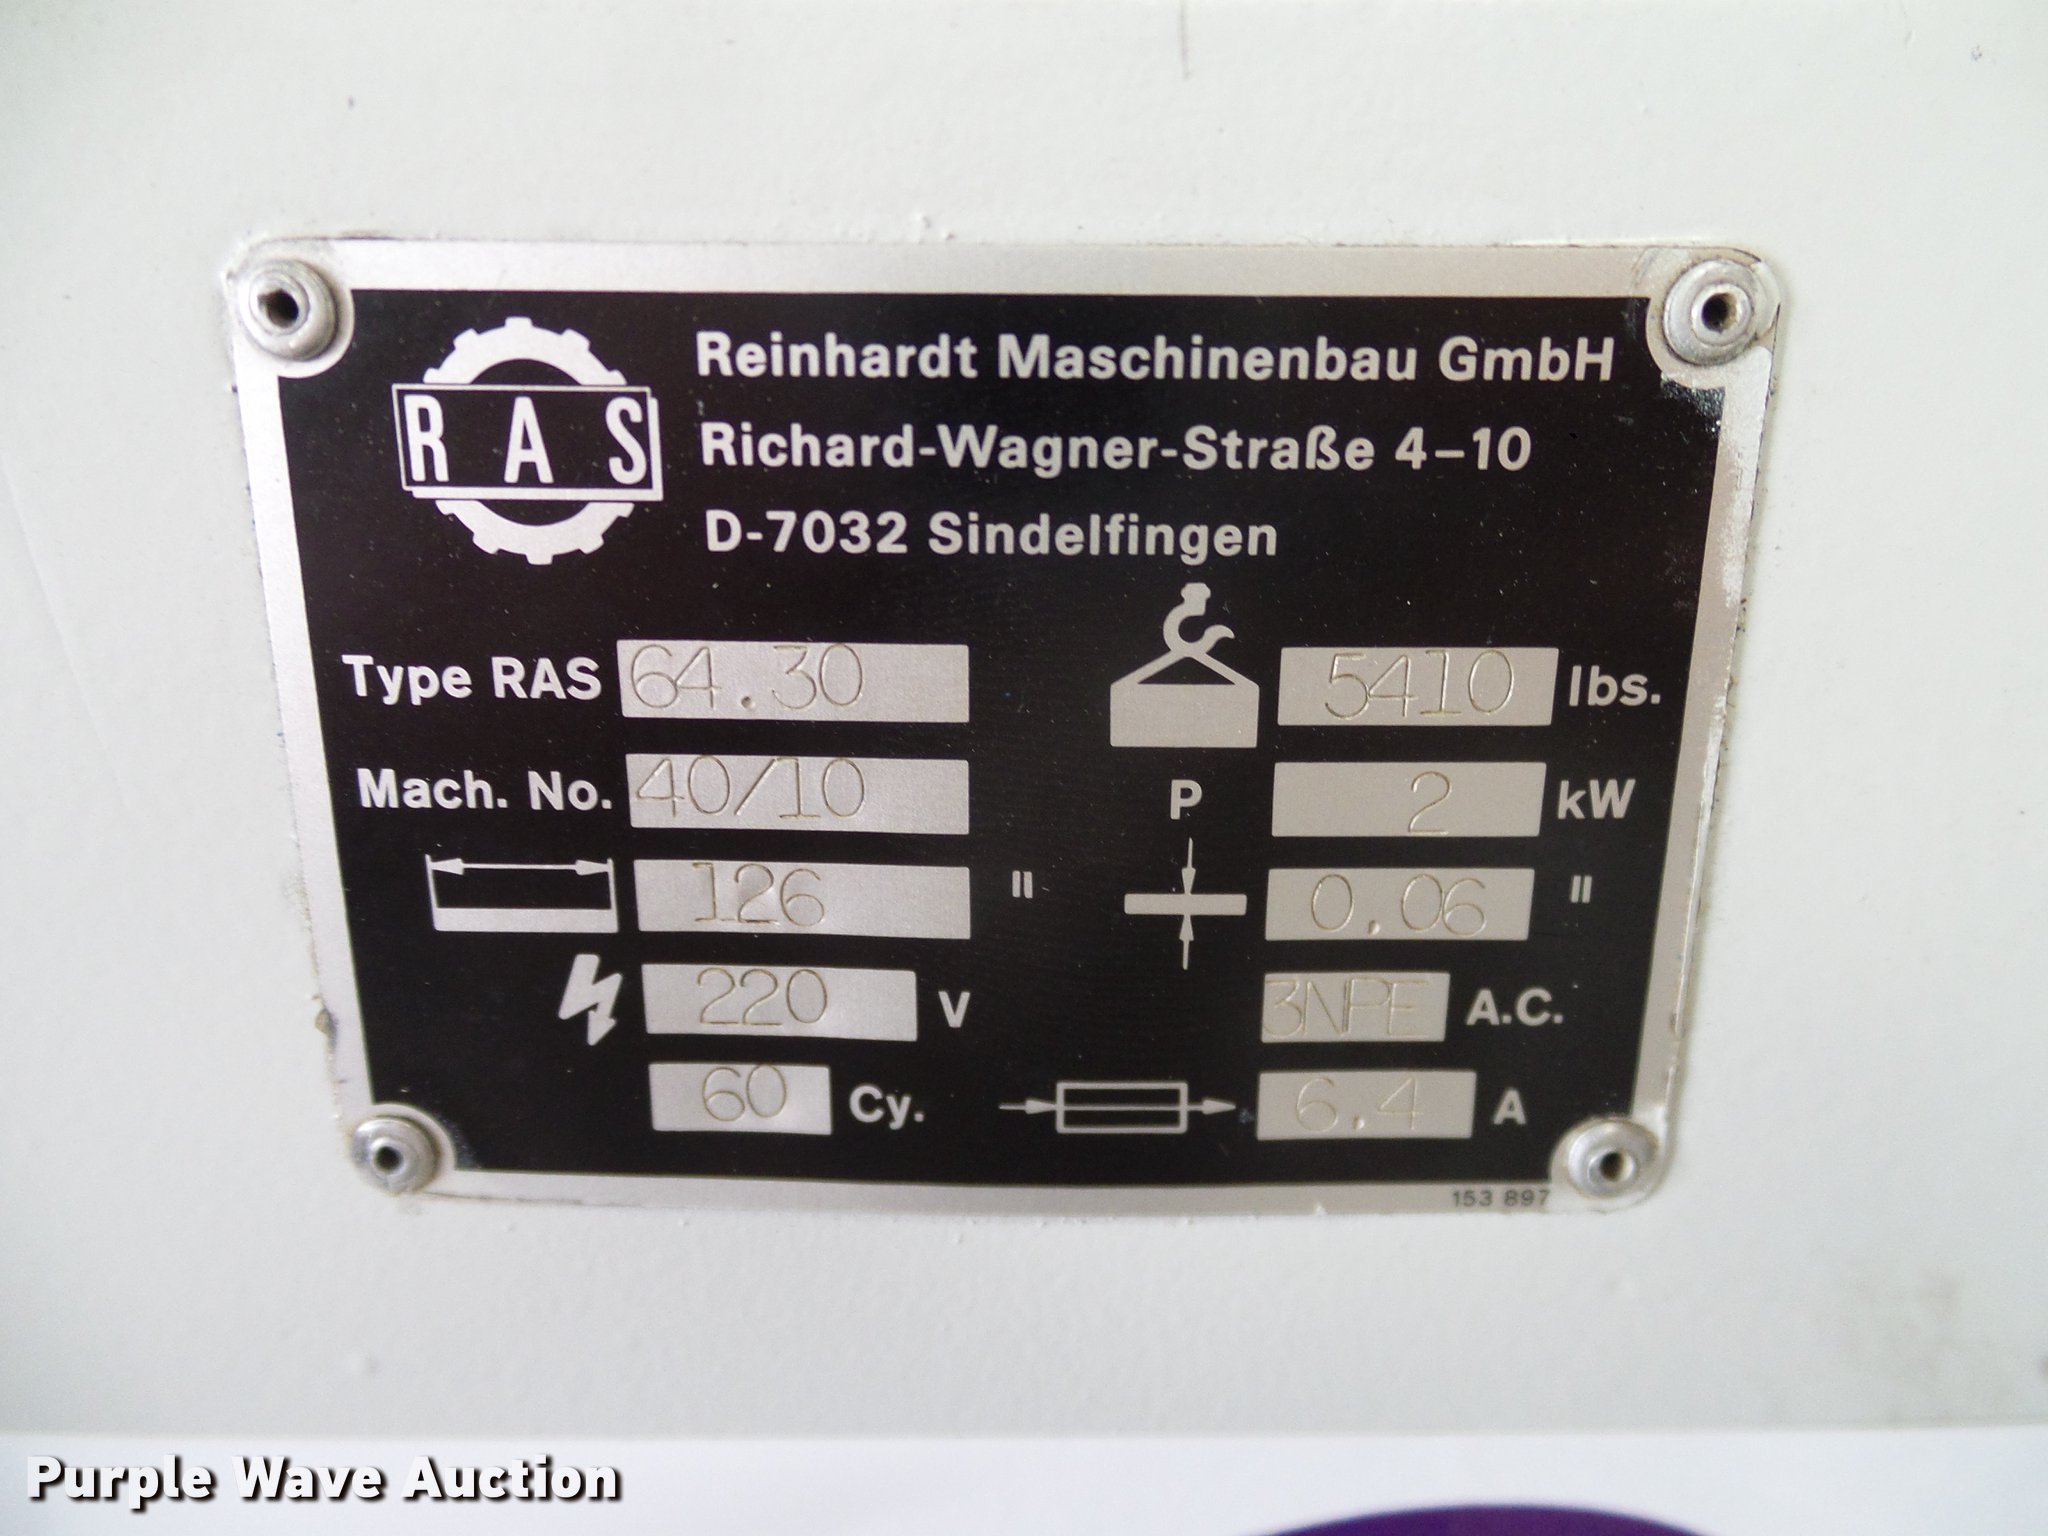 RAS
Reinhardt Maschinenbau GmbH
Richard-Wagner-Straße 4–10
D-7032 Sindelfingen
Type RAS 64.30 5410 lbs.
Mach. No. 40/10 P 2 kW
126 " 0,06 "
220 V 3NPE A.C.
60 Cy. 6,4 A
153 897
Purple Wave Auction